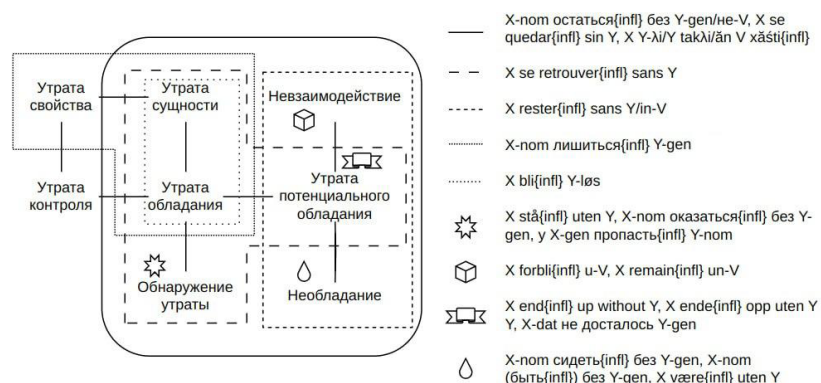 Утрата
свойства
Утрата
сущности
Невзаимодействие
Утрата
контроля
Утрата
обладания
Утрата
потенциального
обладания
Обнаружение
утраты
Необладание
X-nom остаться{infl} без Y-gen/не-V, X se
quedar{infl} sin Y, X Y-λi/Y takλi/ăn V xăśti{infl}
X se retrouver{infl} sans Y
X rester{infl} sans Y/in-V
X-nom лишиться{infl} Y-gen
X bli{infl} Y-løs
X stå{infl} uten Y, X-nom оказаться{infl} без Y-
gen, у X-gen пропасть{infl} Y-nom
X forbli{infl} u-V, X remain{infl} un-V
X end{infl} up without Y, X ende{infl} opp uten Y
Y, X-dat не досталось Y-gen
X-nom сидеть{infl} без Y-gen, X-nom
(быть{infl}) без Y-gen, X være{infl} uten Y